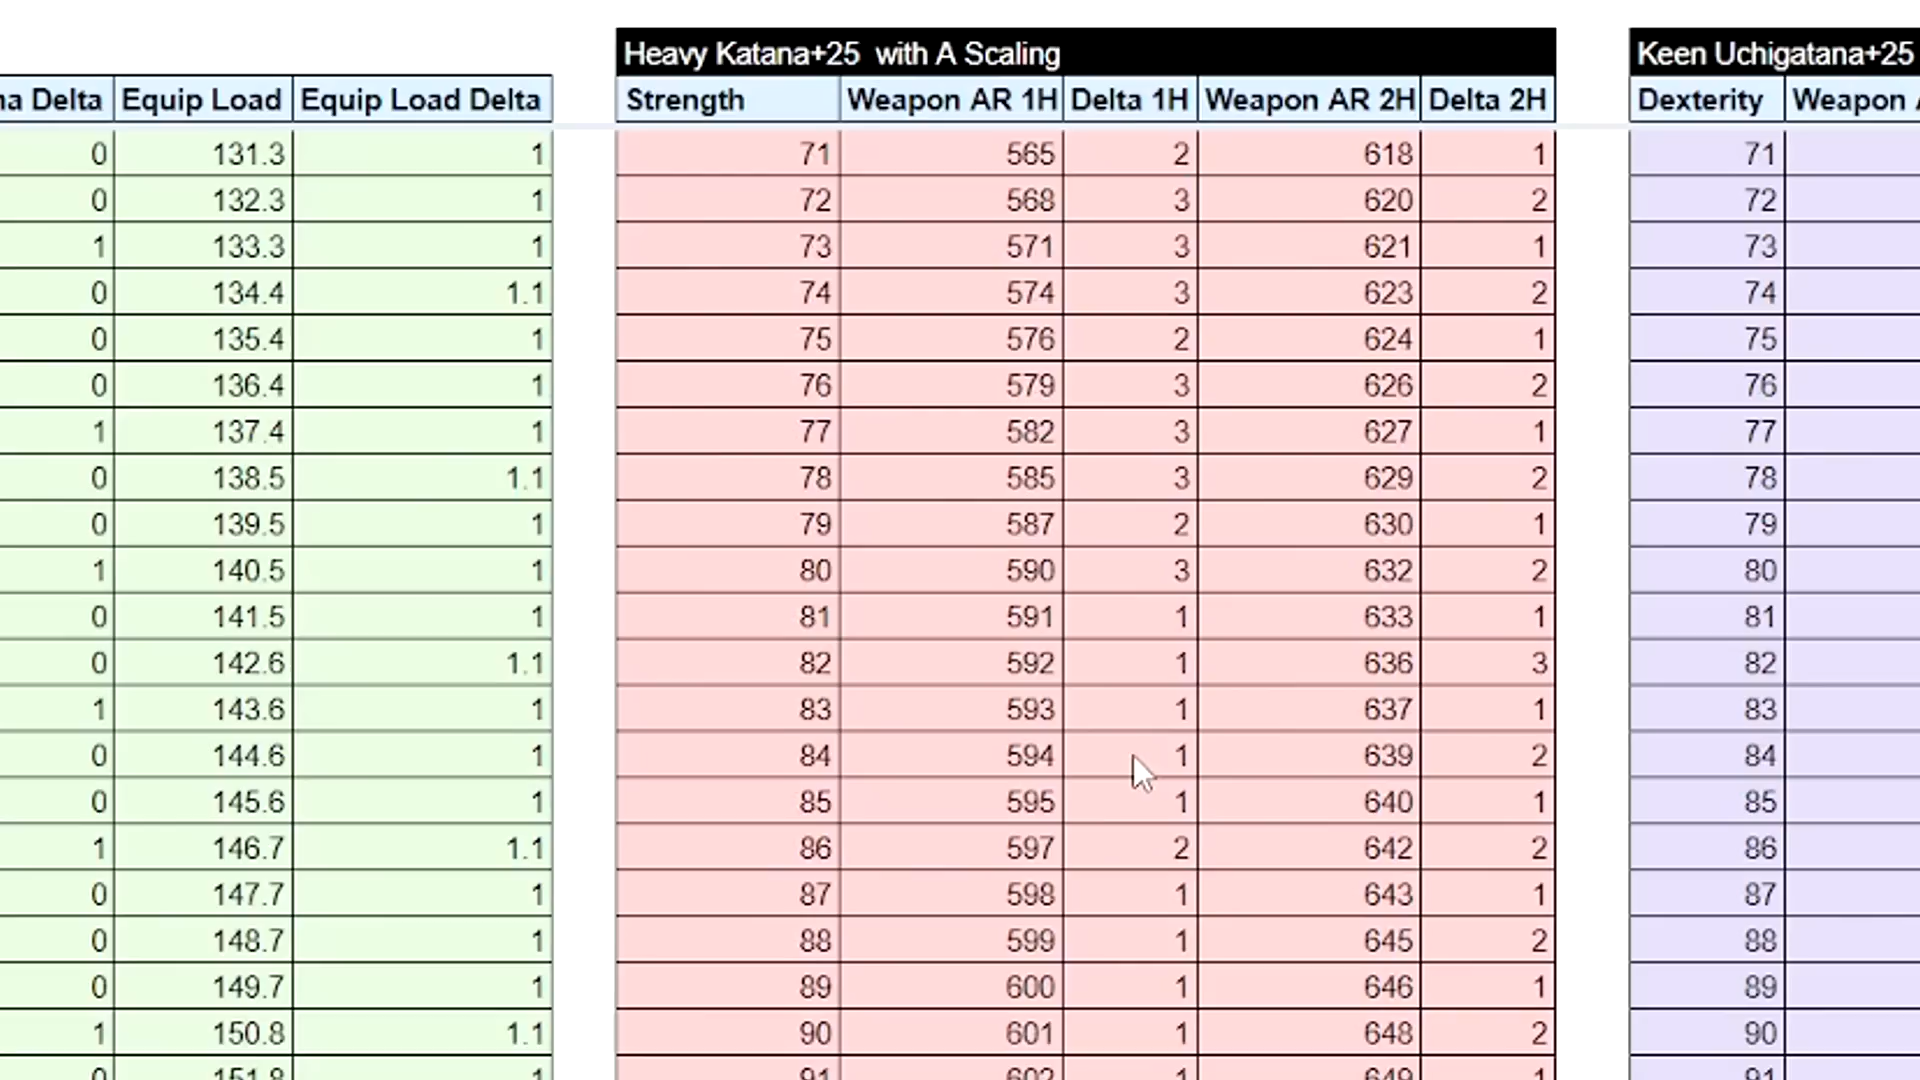 Heavy Katana+25 with A Scaling Keen Uchigatana+25
na Delta Equip Load Equip Load Delta Strength Weapon AR 1H Delta 1H Weapon AR 2H Delta 2H Dexterity Weapon
0 131.3 1 71 565 2 618 1 71
0 132.3 1 72 568 3 620 2 72
1 133.3 1 73 571 3 621 1 73
0 134.4 1.1 74 574 3 623 2 74
0 135.4 1 75 576 2 624 1 75
0 136.4 1 76 579 3 626 2 76
1 137.4 1 77 582 3 627 1 77
0 138.5 1.1 78 585 3 629 2 78
0 139.5 1 79 587 2 630 1 79
1 140.5 1 80 590 3 632 2 80
0 141.5 1 81 591 1 633 1 81
0 142.6 1.1 82 592 1 636 3 82
1 143.6 1 83 593 1 637 1 83
0 144.6 1 84 594 1 639 2 84
0 145.6 1 85 595 1 640 1 85
1 146.7 1.1 86 597 2 642 2 86
0 147.7 1 87 598 1 643 1 87
0 148.7 1 88 599 1 645 2 88
0 149.7 1 89 600 1 646 1 89
1 150.8 1.1 90 601 1 648 2 90
0 151.8 1 91 602 1 649 1 91